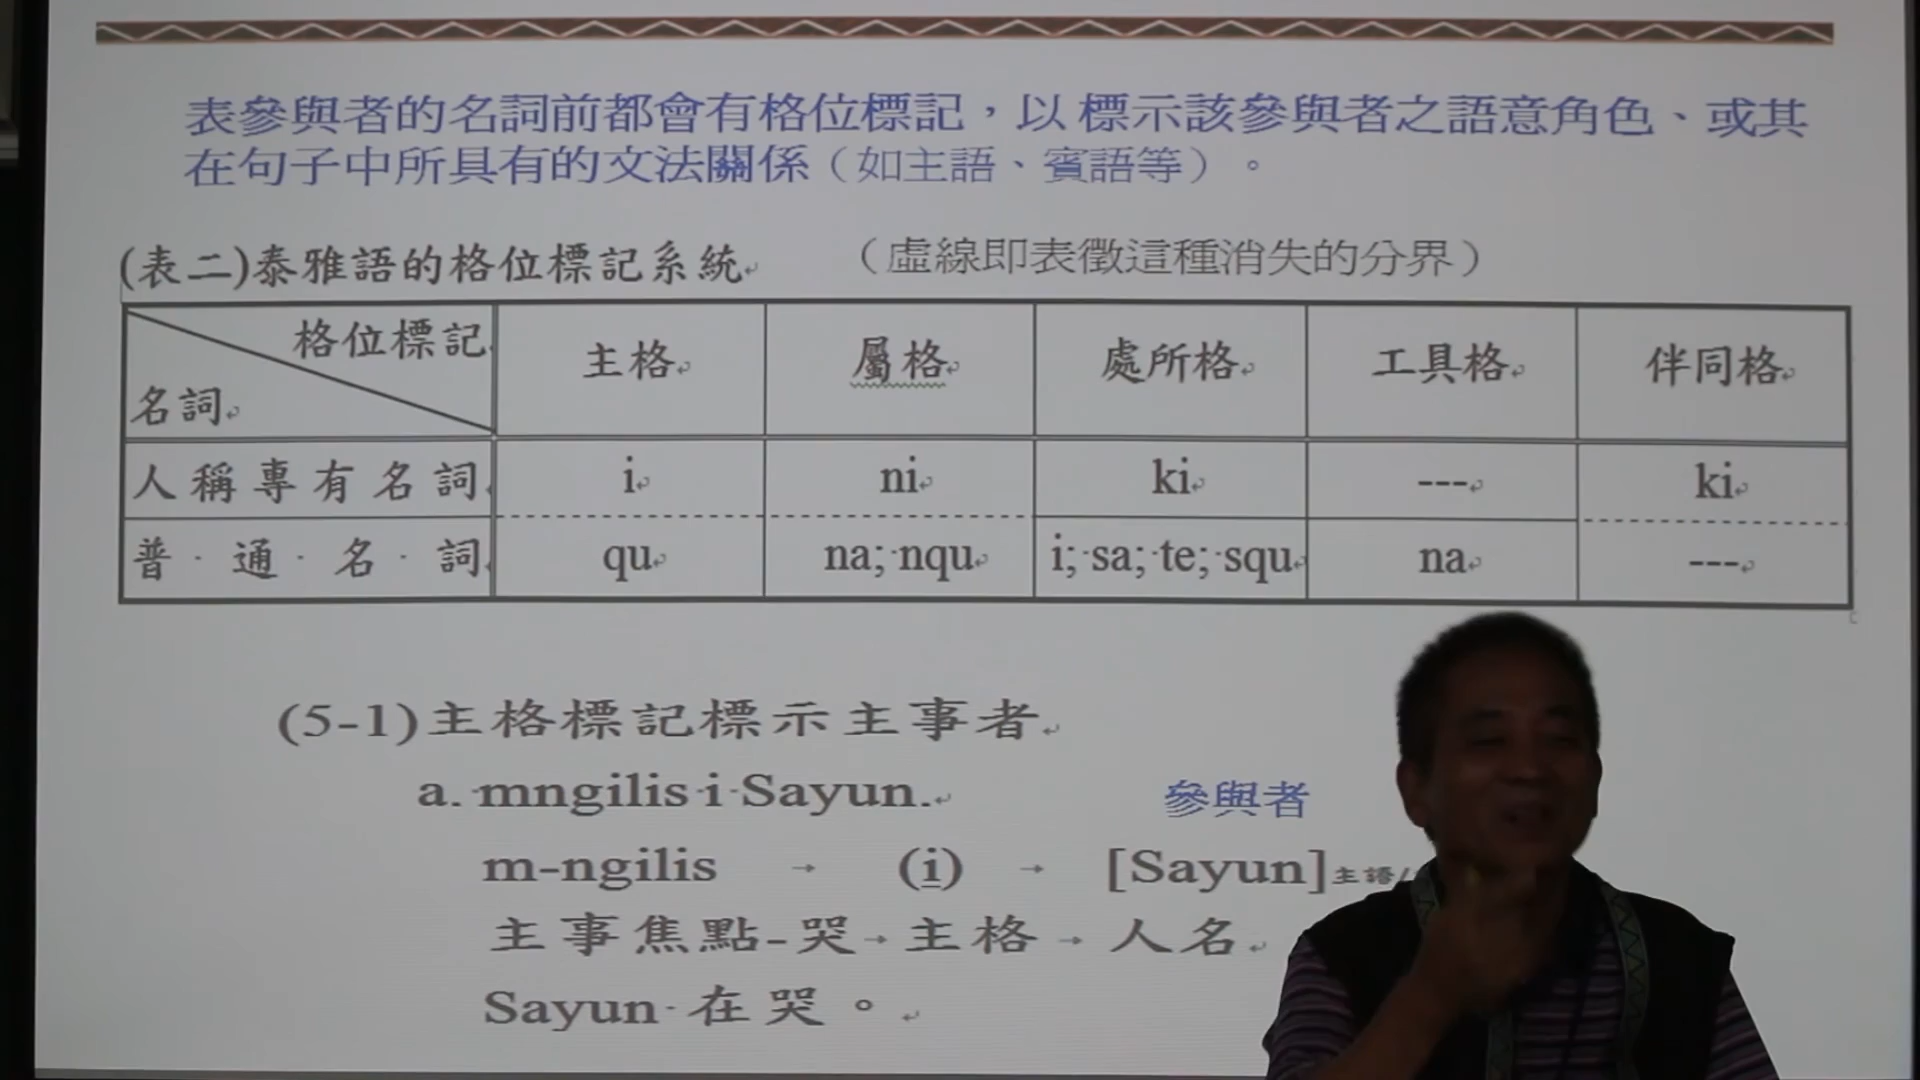 表參與者的名詞前都會有格位標記，以 標示該參與者之語意角色、或其
在句子中所具有的文法關係（如主語、賓語等）。
(表二)泰雅語的格位標記系統 （虛線即表徵這種消失的分界）
格位標記 主格 屬格 處所格 工具格 伴同格
名詞
人稱專有名詞 i ni ki --- ki
普通名詞 qu na; nqu i; sa; te; squ na ---
(5-1)主格標記標示主事者
a. mngilis i Sayun.
參與者
m-ngilis → (i) → [Sayun]主語/
主事焦點-哭→主格 → 人名
Sayun 在哭。